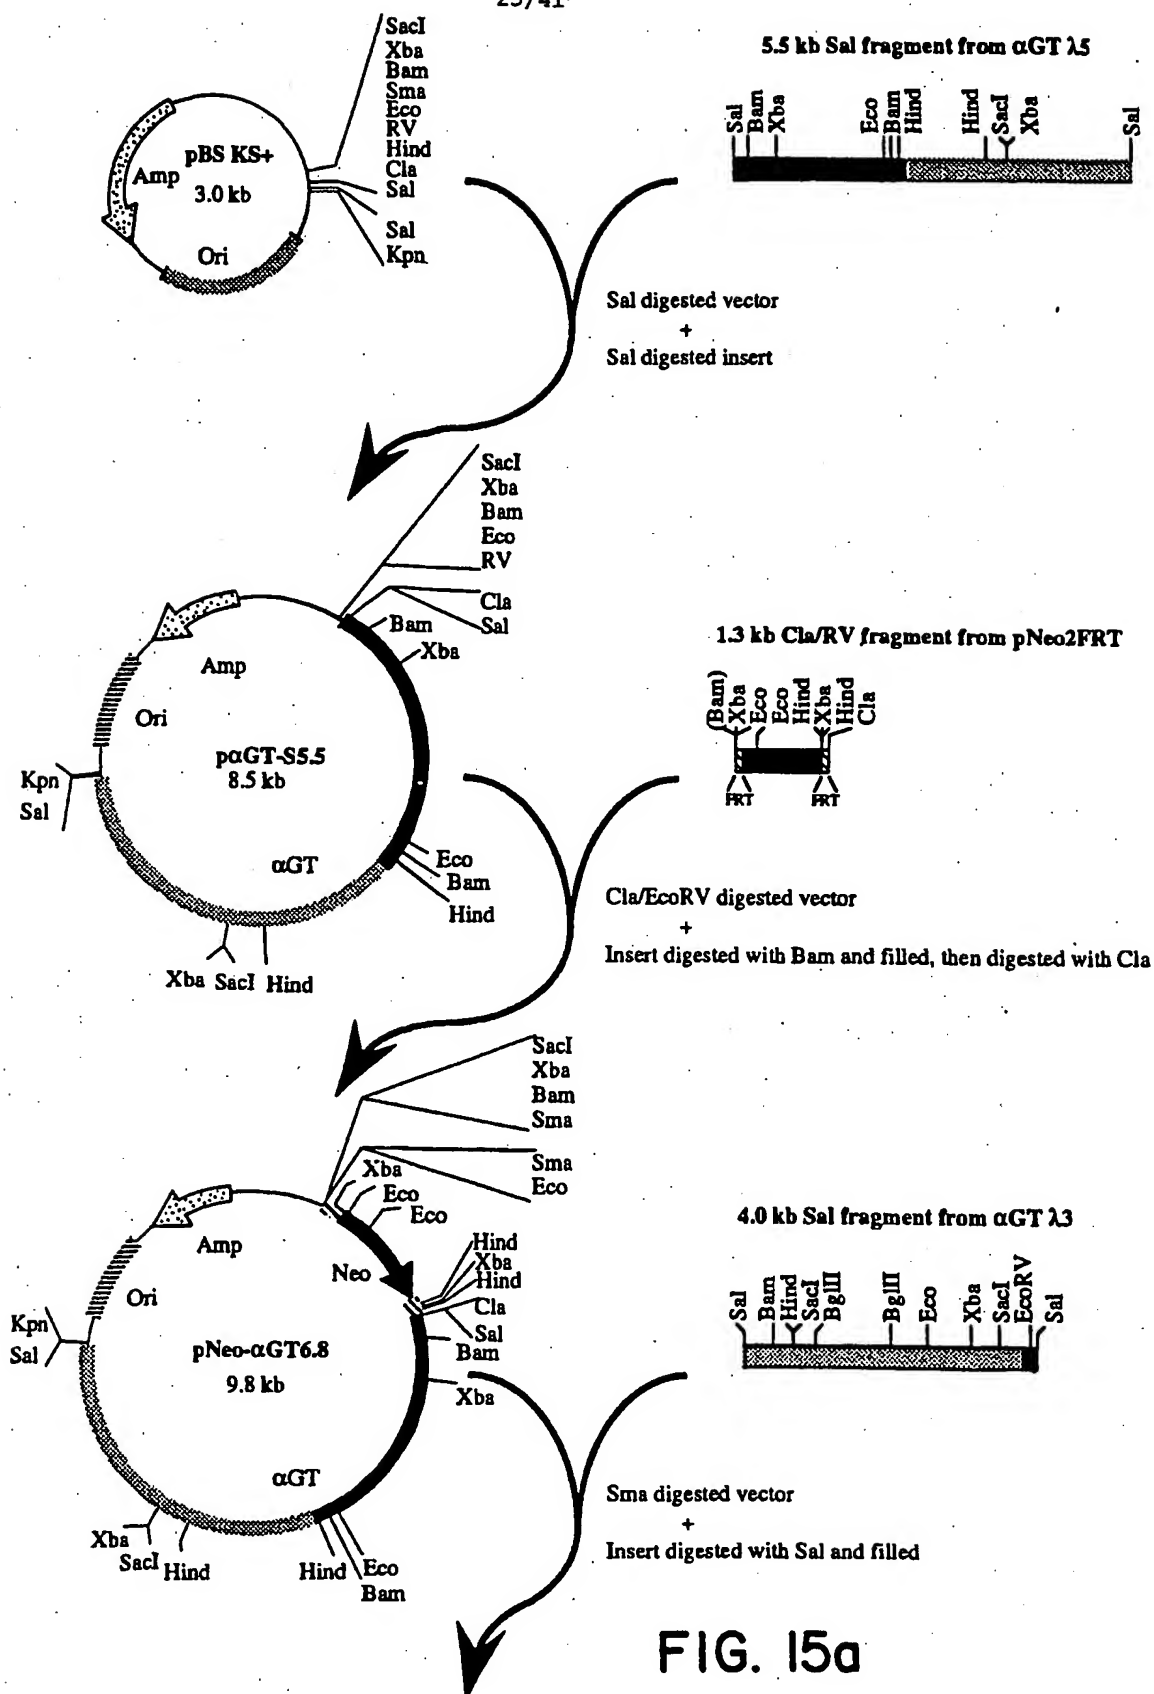 25/41
SacI
Xba
Bam
Sma
Eco
RV
Hind
Cla
Sal
Sal
Kpn
pBS KS+
3.0 kb
Amp
Ori
5.5 kb Sal fragment from αGT λ5
Sal
Bam
Xba
Eco
Bam
Hind
Hind
SacI
Xba
Sal
Sal digested vector
+
Sal digested insert
SacI
Xba
Bam
Eco
RV
Cla
Sal
Bam
Xba
Amp
Ori
pαGT-S5.5
8.5 kb
Kpn
Sal
αGT
Eco
Bam
Hind
Xba SacI Hind
1.3 kb Cla/RV fragment from pNeo2FRT
(Bam)
Xba
Eco
Eco
Hind
Xba
Hind
Cla
FRT FRT
Cla/EcoRV digested vector
+
Insert digested with Bam and filled, then digested with Cla
SacI
Xba
Bam
Sma
Sma
Eco
Xba
Eco
Eco
Amp
Neo
Ori
Hind
Xba
Hind
Cla
Sal
Bam
Xba
Kpn
Sal
pNeo-αGT6.8
9.8 kb
αGT
Xba
SacI
Hind
Hind
Eco
Bam
4.0 kb Sal fragment from αGT λ3
Sal
Bam
Hind
SacI
BglII
BglII
Eco
Xba
SacI
EcoRV
Sal
Sma digested vector
+
Insert digested with Sal and filled
FIG. 15a